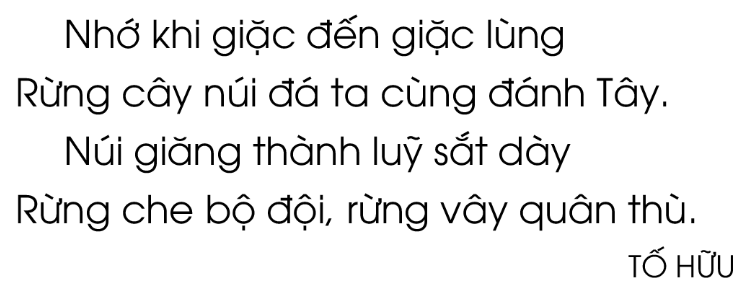 Nhớ khi giặc đến giặc lùng
Rừng cây núi đá ta cùng đánh Tây.
Núi giăng thành luỹ sắt dày
Rừng che bộ đội, rừng vây quân thù.
TỐ HỮU